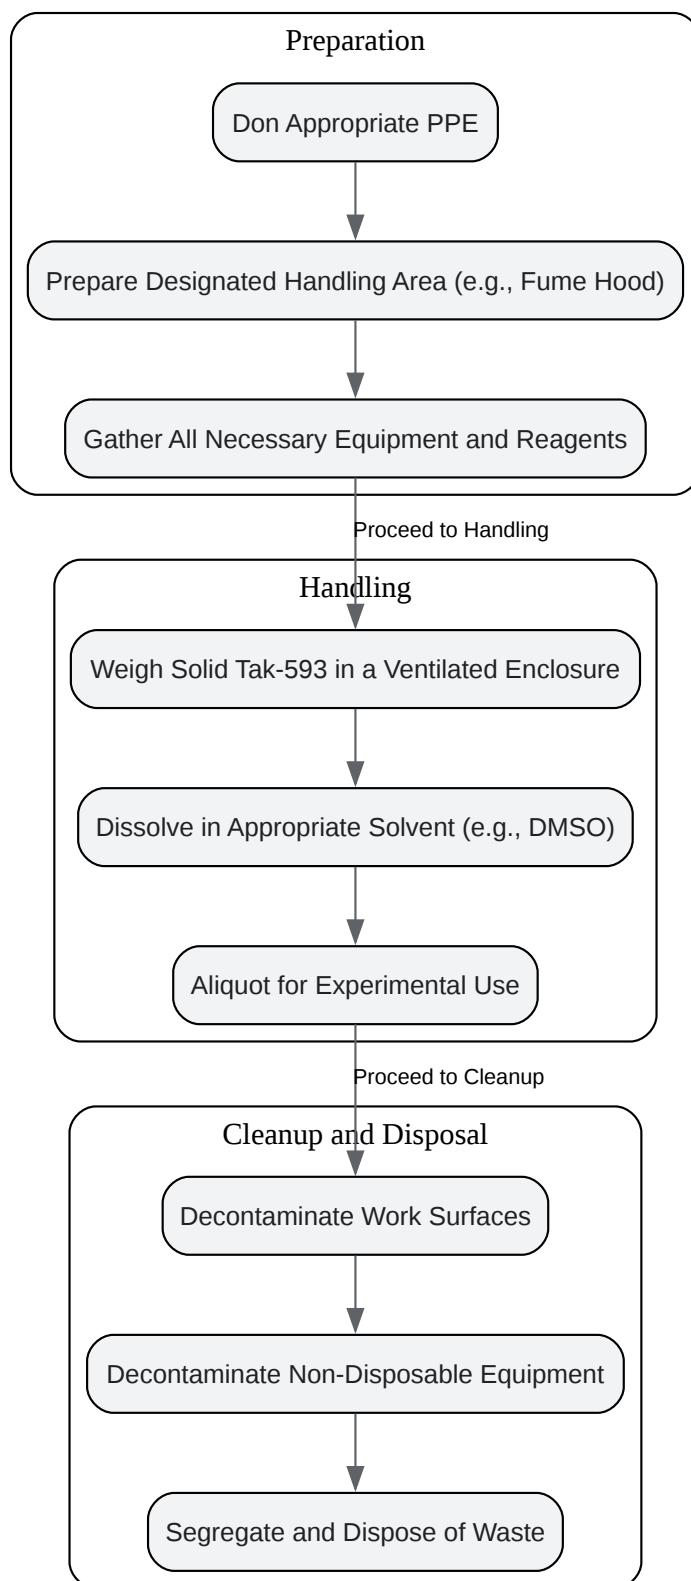 Preparation
Don Appropriate PPE
Prepare Designated Handling Area (e.g., Fume Hood)
Gather All Necessary Equipment and Reagents
Proceed to Handling
Handling
Weigh Solid Tak-593 in a Ventilated Enclosure
Dissolve in Appropriate Solvent (e.g., DMSO)
Aliquot for Experimental Use
Proceed to Cleanup
Cleanup and Disposal
Decontaminate Work Surfaces
Decontaminate Non-Disposable Equipment
Segregate and Dispose of Waste